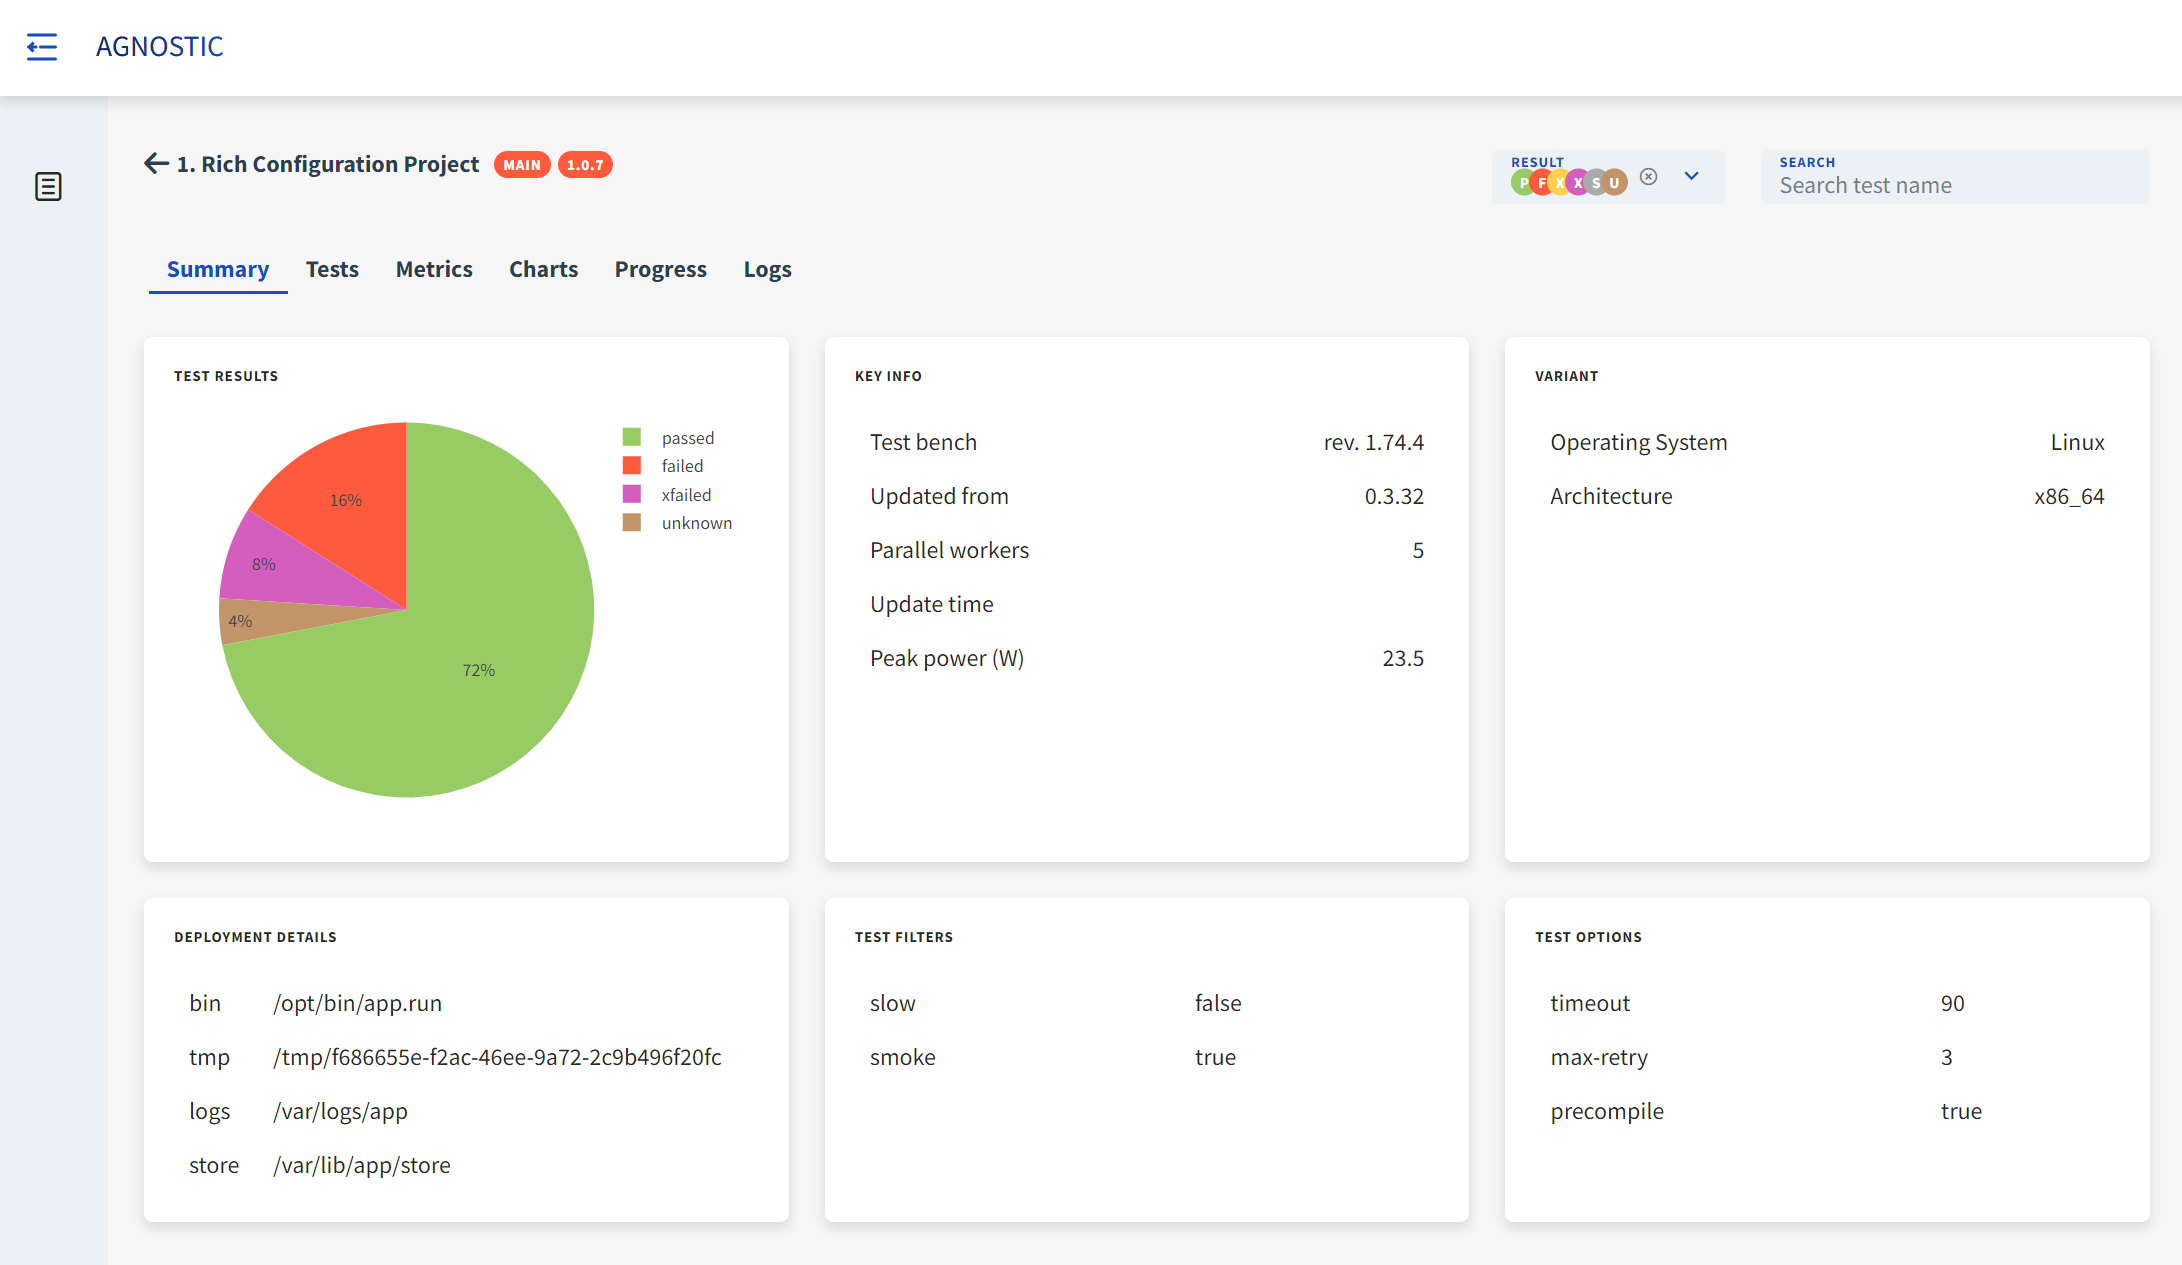 AGNOSTIC
1. Rich Configuration Project MAIN 1.0.7
RESULT
P F X X S U
SEARCH
Search test name
Summary Tests Metrics Charts Progress Logs
TEST RESULTS
16%
8%
4%
72%
passed
failed
xfailed
unknown
KEY INFO
Test bench rev. 1.74.4
Updated from 0.3.32
Parallel workers 5
Update time
Peak power (W) 23.5
VARIANT
Operating System Linux
Architecture x86_64
DEPLOYMENT DETAILS
bin /opt/bin/app.run
tmp /tmp/f686655e-f2ac-46ee-9a72-2c9b496f20fc
logs /var/logs/app
store /var/lib/app/store
TEST FILTERS
slow false
smoke true
TEST OPTIONS
timeout 90
max-retry 3
precompile true